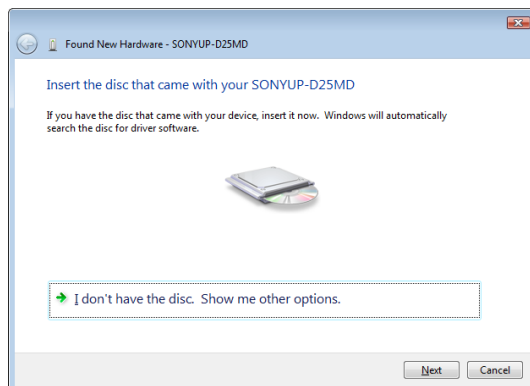 Found New Hardware - SONYUP-D25MD
Insert the disc that came with your SONYUP-D25MD
If you have the disc that came with your device, insert it now.  Windows will automatically
search the disc for driver software.
I don't have the disc.  Show me other options.
Next
Cancel